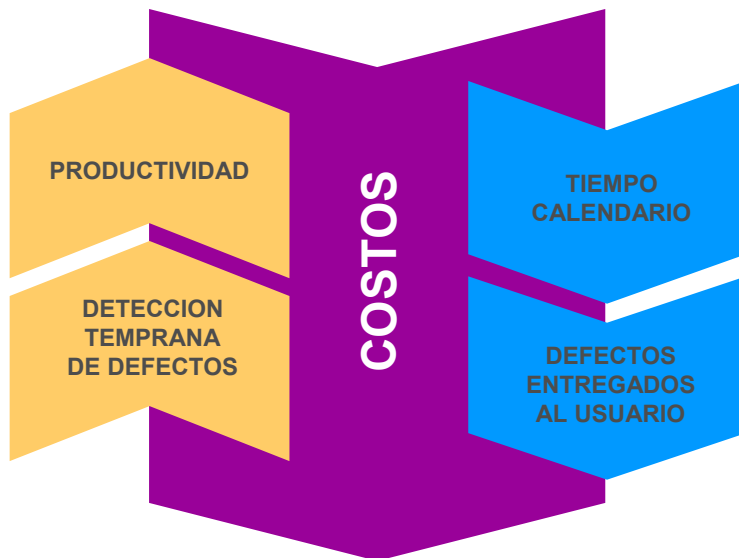 PRODUCTIVIDAD
DETECCION
TEMPRANA
DE DEFECTOS
COSTOS
TIEMPO
CALENDARIO
DEFECTOS
ENTREGADOS
AL USUARIO